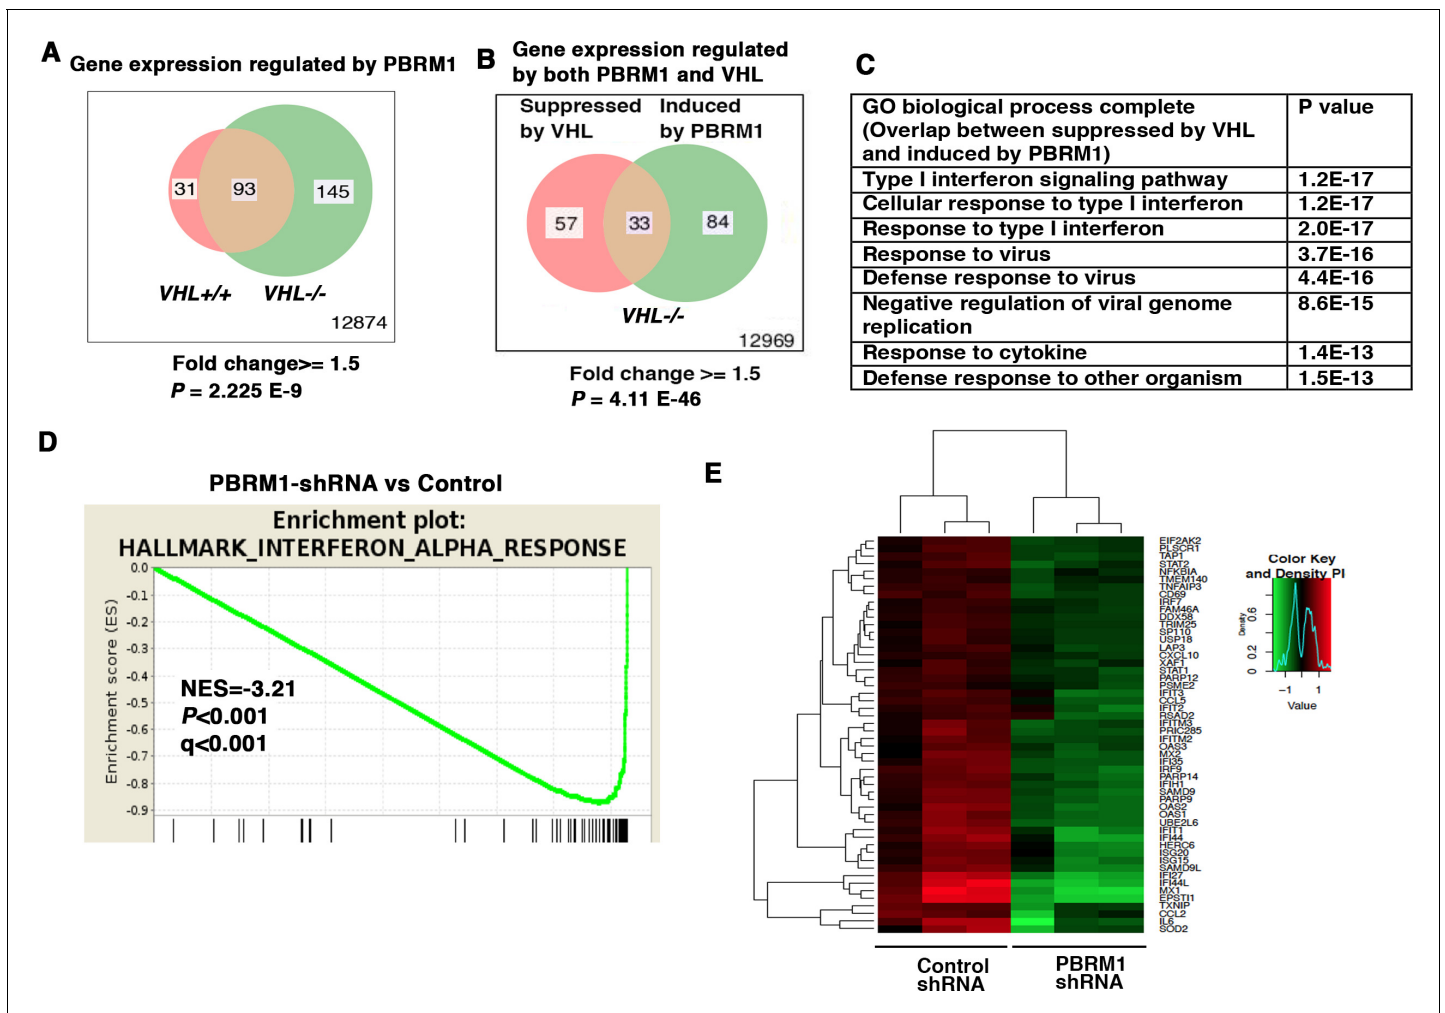 A
Gene expression regulated by PBRM1
31
93
145
VHL+/+
VHL-/-
12874
Fold change>= 1.5
P = 2.225 E-9
B
Gene expression regulated
by both PBRM1 and VHL
Suppressed
by VHL
Induced
by PBRM1
57
33
84
VHL-/-
12969
Fold change >= 1.5
P = 4.11 E-46
C
GO biological process complete
(Overlap between suppressed by VHL
and induced by PBRM1)
P value
Type I interferon signaling pathway 1.2E-17
Cellular response to type I interferon 1.2E-17
Response to type I interferon 2.0E-17
Response to virus 3.7E-16
Defense response to virus 4.4E-16
Negative regulation of viral genome
replication
8.6E-15
Response to cytokine 1.4E-13
Defense response to other organism 1.5E-13
D
PBRM1-shRNA vs Control
Enrichment plot:
HALLMARK_INTERFERON_ALPHA_RESPONSE
Enrichment score (ES)
0.0
-0.1
-0.2
-0.3
-0.4
-0.5
-0.6
-0.7
-0.8
-0.9
NES=-3.21
P<0.001
q<0.001
E
EIF2AK2
PLSCR1
TAP1
STAT2
NFKBIA
TMEM140
TNFAIP3
CD69
IRF7
FAM46A
DDX58
TRIM25
SP110
USP18
LAP3
CXCL10
XAF1
STAT1
PARP12
PSME2
IFIT3
CCL5
IFIT2
RSAD2
IFITM3
PRIC285
IFITM2
OAS3
MX2
IFI35
IRF9
PARP14
IFIH1
SAMD9
PARP9
OAS2
OAS1
UBE2L6
IFIT1
IFI44
HERC6
ISG20
ISG15
SAMD9L
IFI27
IFI44L
MX1
EPSTI1
TXNIP
CCL2
IL6
SOD2
Control
shRNA
PBRM1
shRNA
Color Key
and Density Pl
Density
0
0.2
0.6
−1
1
Value